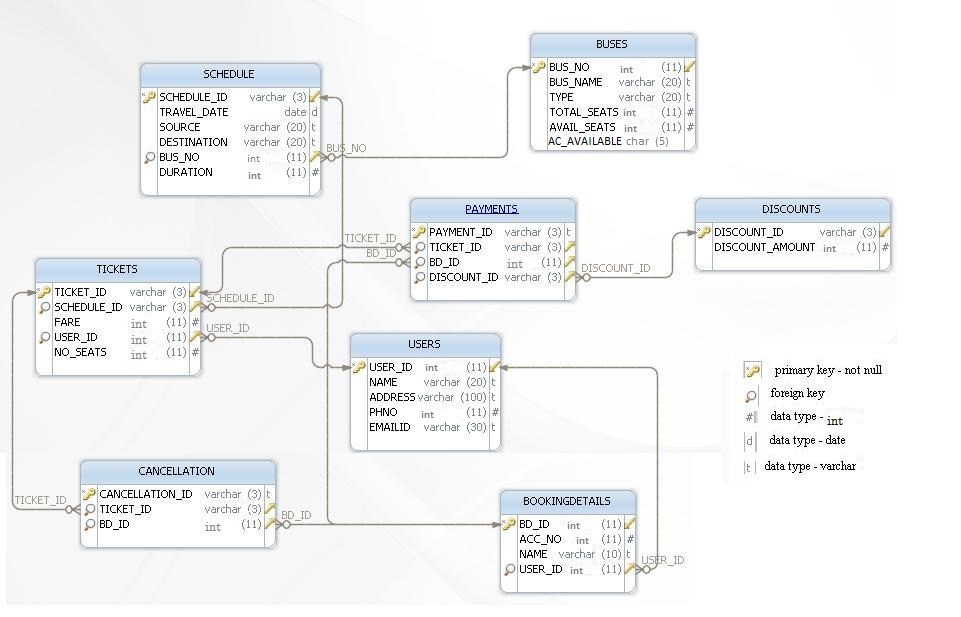 BUSES
BUS_NO int (11)
BUS_NAME varchar (20) t
TYPE varchar (20) t
TOTAL_SEATS int (11) #
AVAIL_SEATS int (11) #
AC_AVAILABLE char (5)
SCHEDULE
SCHEDULE_ID varchar (3)
TRAVEL_DATE date d
SOURCE varchar (20) t
DESTINATION varchar (20) t
BUS_NO int (11)
DURATION int (11) #
BUS_NO
PAYMENTS
PAYMENT_ID varchar (3) t
TICKET_ID varchar (3)
BD_ID int (11)
DISCOUNT_ID varchar (3)
TICKET_ID
BD_ID
DISCOUNT_ID
DISCOUNTS
DISCOUNT_ID varchar (3)
DISCOUNT_AMOUNT int (11) #
TICKETS
TICKET_ID varchar (3)
SCHEDULE_ID varchar (3)
FARE int (11) #
USER_ID int (11)
NO_SEATS int (11) #
SCHEDULE_ID
USER_ID
USERS
USER_ID int (11)
NAME varchar (20) t
ADDRESS varchar (100) t
PHNO int (11) #
EMAILID varchar (30) t
primary key - not null
foreign key
# data type - int
d data type - date
t data type - varchar
CANCELLATION
CANCELLATION_ID varchar (3) t
TICKET_ID varchar (3)
BD_ID int (11)
TICKET_ID
BD_ID
BOOKINGDETAILS
BD_ID int (11)
ACC_NO int (11) #
NAME varchar (10) t
USER_ID int (11)
USER_ID